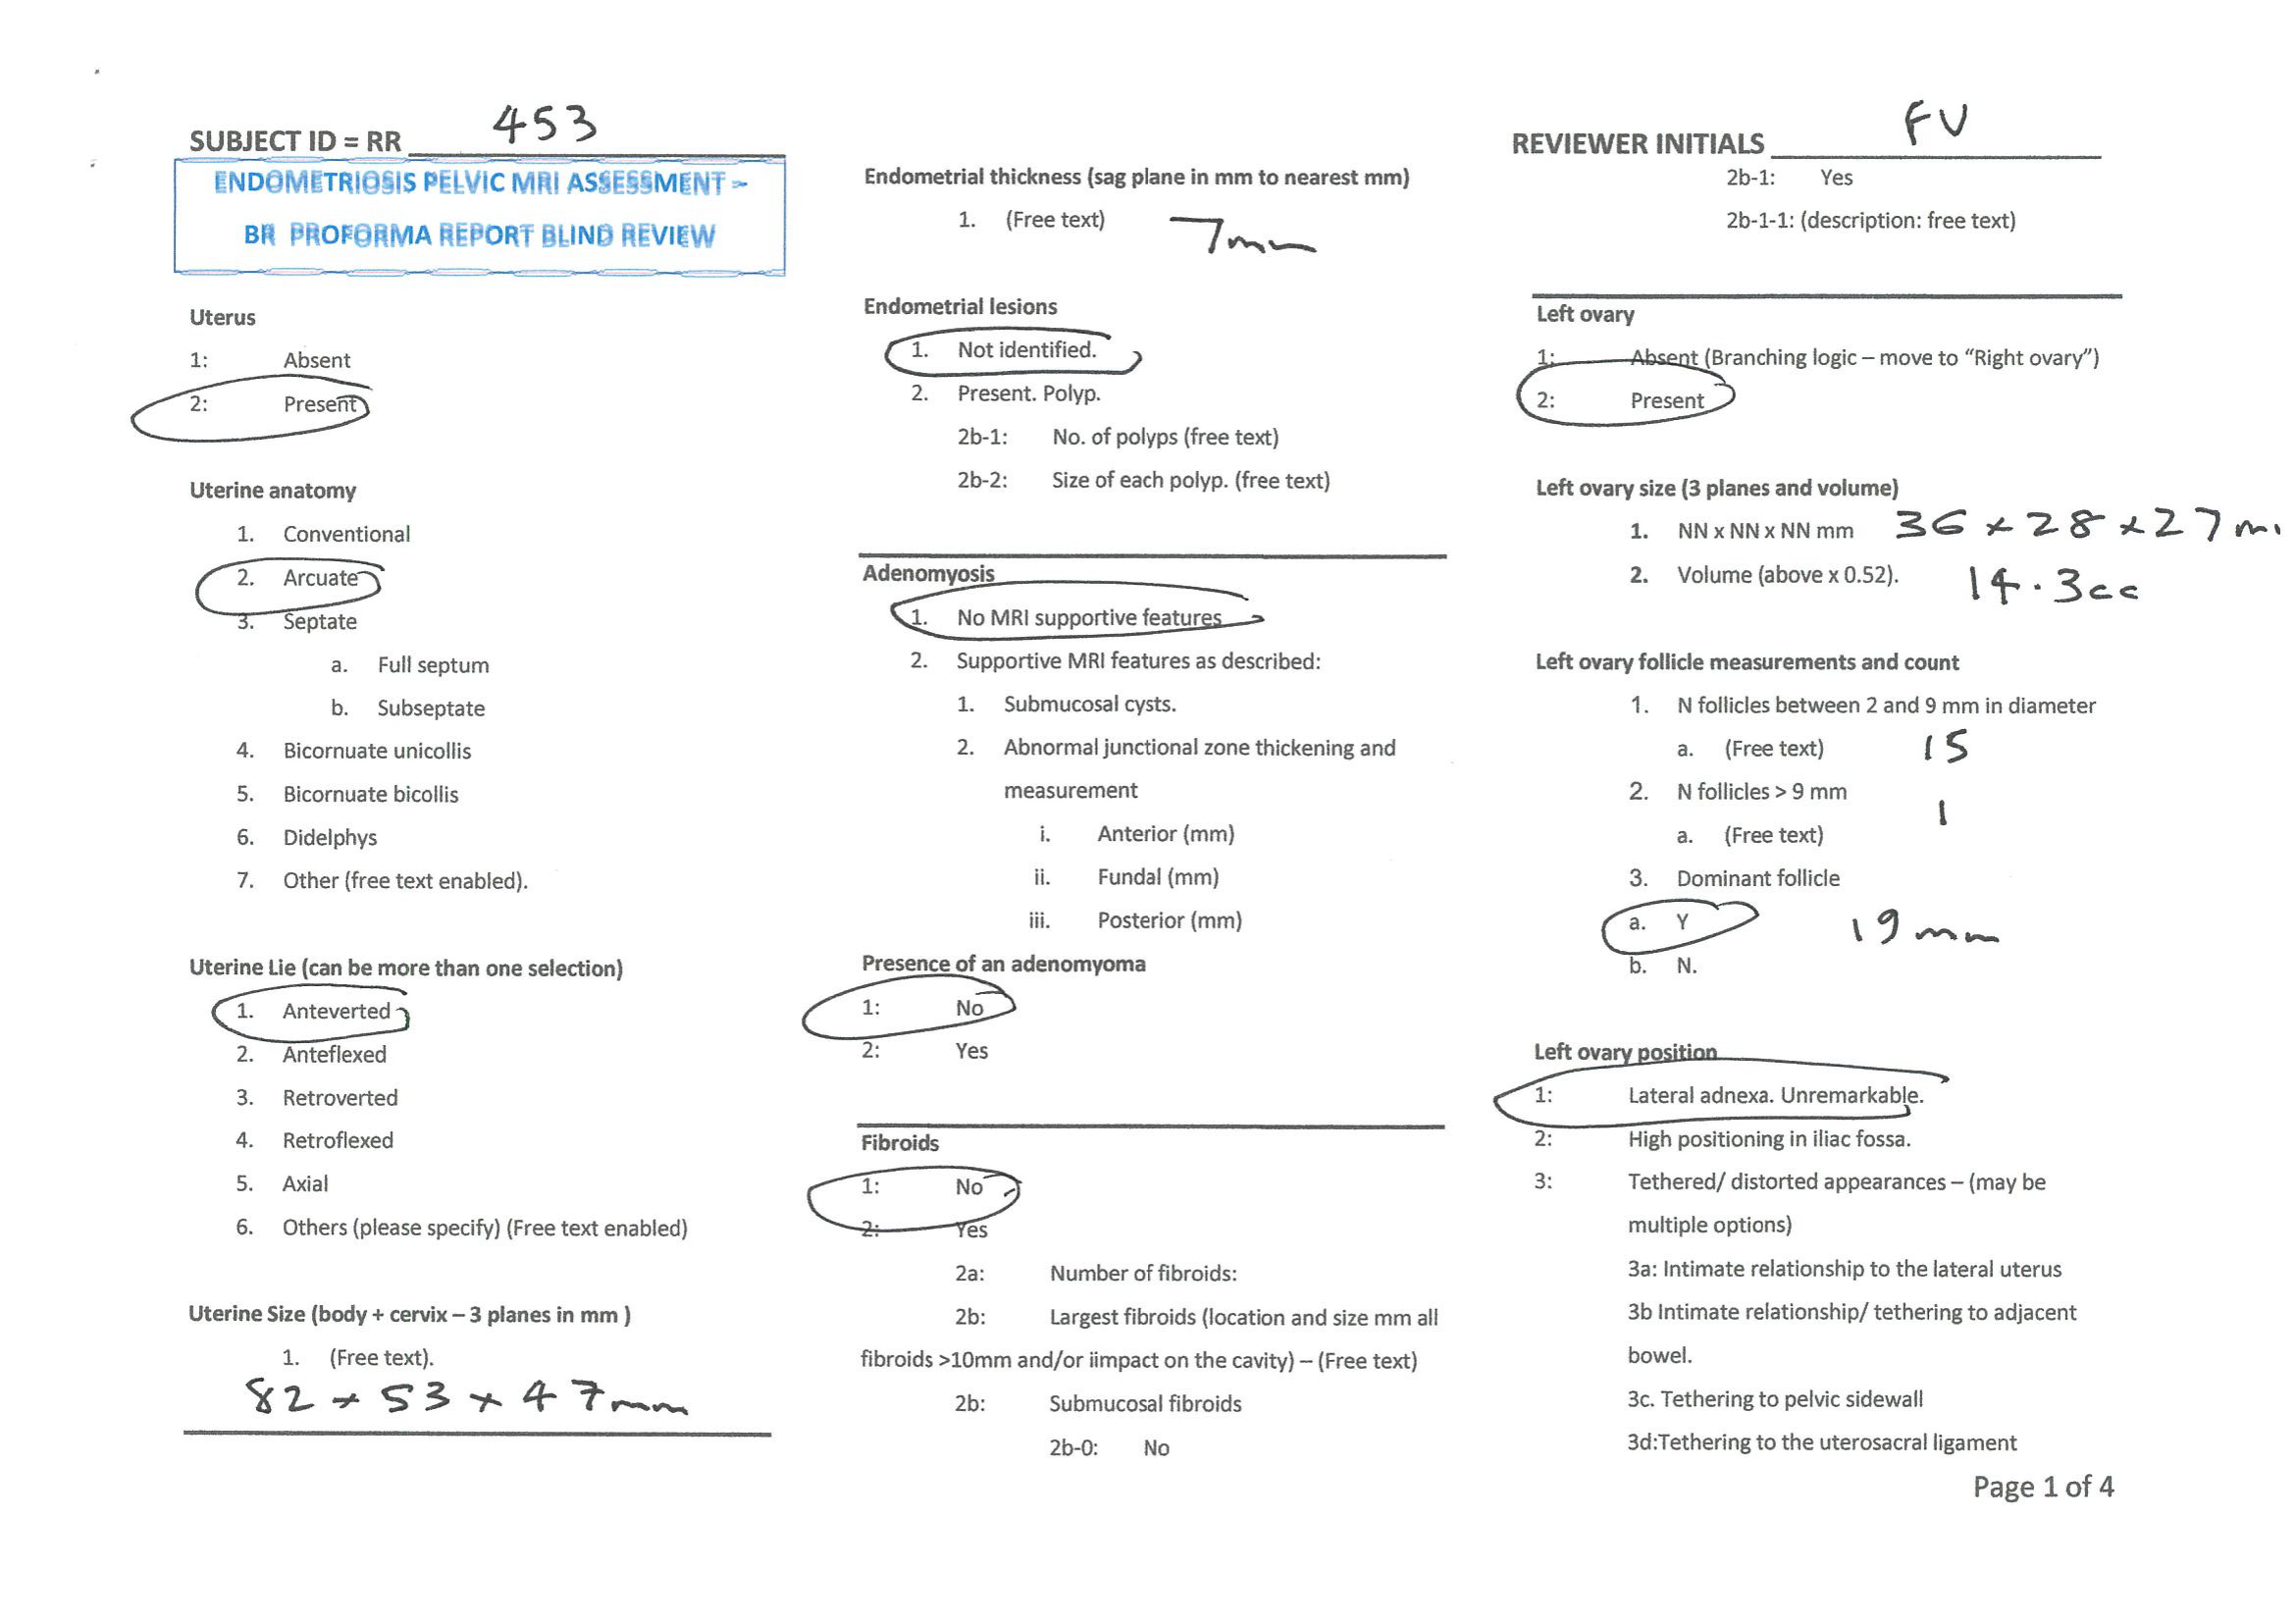 SUBJECT ID = RR 453
ENDOMETRIOSIS PELVIC MRI ASSESSMENT –
BR PROFORMA REPORT BLIND REVIEW
Uterus
1: Absent
2: Present
Uterine anatomy
1. Conventional
2. Arcuate
3. Septate
a. Full septum
b. Subseptate
4. Bicornuate unicollis
5. Bicornuate bicollis
6. Didelphys
7. Other (free text enabled).
Uterine Lie (can be more than one selection)
1. Anteverted
2. Anteflexed
3. Retroverted
4. Retroflexed
5. Axial
6. Others (please specify) (Free text enabled)
Uterine Size (body + cervix – 3 planes in mm )
1. (Free text).
82 x 53 x 47mm
Endometrial thickness (sag plane in mm to nearest mm)
1. (Free text) 7mm
Endometrial lesions
1. Not identified.
2. Present. Polyp.
2b-1: No. of polyps (free text)
2b-2: Size of each polyp. (free text)
Adenomyosis
1. No MRI supportive features
2. Supportive MRI features as described:
1. Submucosal cysts.
2. Abnormal junctional zone thickening and
measurement
i. Anterior (mm)
ii. Fundal (mm)
iii. Posterior (mm)
Presence of an adenomyoma
1: No
2: Yes
Fibroids
1: No
2: Yes
2a: Number of fibroids:
2b: Largest fibroids (location and size mm all
fibroids >10mm and/or iimpact on the cavity) – (Free text)
2b: Submucosal fibroids
2b-0: No
REVIEWER INITIALS FV
2b-1: Yes
2b-1-1: (description: free text)
Left ovary
1: Absent (Branching logic – move to “Right ovary”)
2: Present
Left ovary size (3 planes and volume)
1. NN x NN x NN mm 36 x 28 x 27 m
2. Volume (above x 0.52). 14.3cc
Left ovary follicle measurements and count
1. N follicles between 2 and 9 mm in diameter
a. (Free text) 15
2. N follicles > 9 mm
1
a. (Free text)
3. Dominant follicle
a. Y 19mm
b. N.
Left ovary position
1: Lateral adnexa. Unremarkable.
2: High positioning in iliac fossa.
3: Tethered/ distorted appearances – (may be
multiple options)
3a: Intimate relationship to the lateral uterus
3b Intimate relationship/ tethering to adjacent
bowel.
3c. Tethering to pelvic sidewall
3d:Tethering to the uterosacral ligament
Page 1 of 4